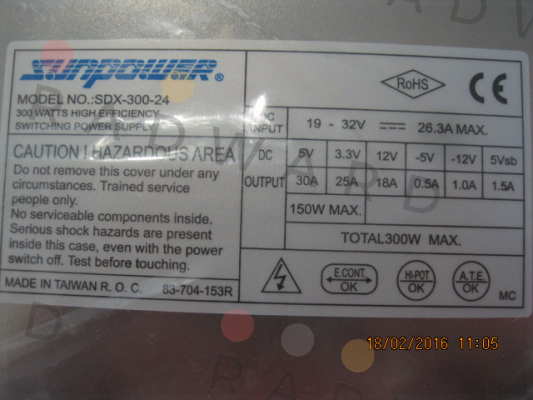 SUNPOWER®
MODEL NO.:SDX-300-24
300 WATTS HIGH EFFICIENCY
SWITCHING POWER SUPPLY
CAUTION ! HAZARDOUS AREA
Do not remove this cover under any
circumstances. Trained service
people only.
No serviceable components inside.
Serious shock hazards are present
inside this case, even with the power
switch off. Test before touching.
MADE IN TAIWAN R. O. C. 83-704-153R
RoHS CE
INPUT 19 - 32V 26.3A MAX.
DC 5V 3.3V 12V -5V -12V 5Vsb
OUTPUT 30A 25A 18A 0.5A 1.0A 1.5A
150W MAX.
TOTAL300W MAX.
E.CONT. OK
HI-POT OK
A.T.E. OK
MC
18/02/2016 11:05
RADWARD